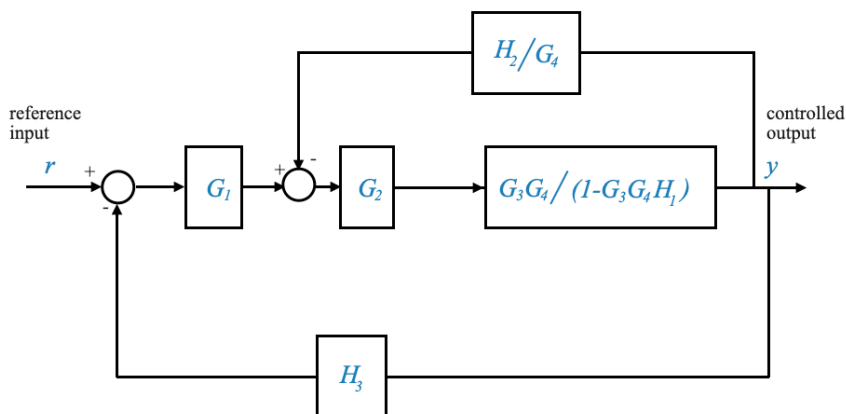 H₂/G₄
reference
input
r
controlled
output
y
+
-
G₁
+
-
G₂
G₃G₄/(1-G₃G₄H₁)
H₃